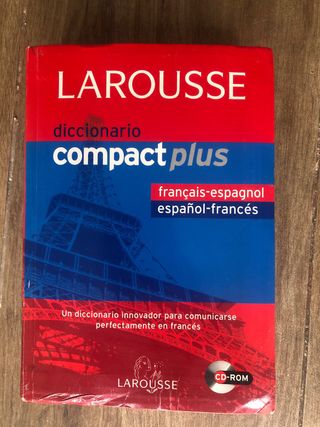 LAROUSSE
diccionario
compact plus
français-espagnol
español-francés
Un diccionario innovador para comunicarse
perfectamente en francés
LAROUSSE
CD-ROM